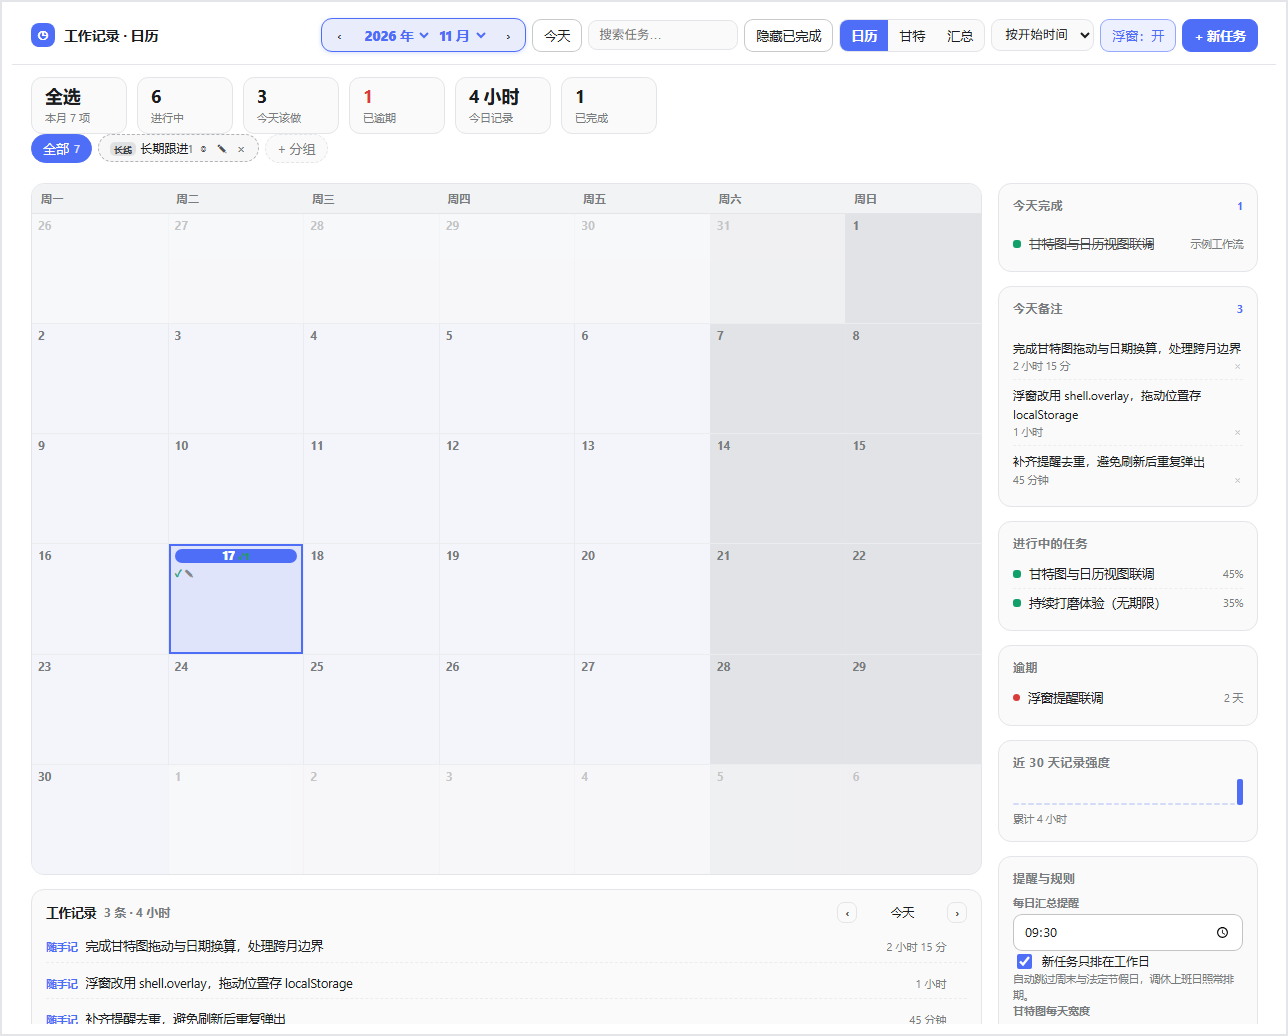 工作记录 · 日历
‹ 2026 年 11 月 ›
今天
搜索任务…
隐藏已完成
日历 甘特 汇总
按开始时间
浮窗：开
+ 新任务
全选
本月 7 项
6
进行中
3
今天该做
1
已逾期
4 小时
今日记录
1
已完成
全部 7
长线 长期跟进 1 ×
+ 分组
周一 周二 周三 周四 周五 周六 周日
26 27 28 29 30 31 1
2 3 4 5 6 7 8
9 10 11 12 13 14 15
16 17 18 19 20 21 22
23 24 25 26 27 28 29
30 1 2 3 4 5 6
工作记录 3 条 · 4 小时
‹ 今天 ›
随手记 完成甘特图拖动与日期换算，处理跨月边界 2 小时 15 分
随手记 浮窗改用 shell.overlay，拖动位置存 localStorage 1 小时
随手记 补齐提醒去重，避免刷新后重复弹出 45 分钟
今天完成 1
甘特图与日历视图联调 示例工作流
今天备注 3
完成甘特图拖动与日期换算，处理跨月边界
2 小时 15 分 ×
浮窗改用 shell.overlay，拖动位置存
localStorage
1 小时 ×
补齐提醒去重，避免刷新后重复弹出
45 分钟 ×
进行中的任务
甘特图与日历视图联调 45%
持续打磨体验（无期限） 35%
逾期
浮窗提醒联调 2 天
近 30 天记录强度
累计 4 小时
提醒与规则
每日汇总提醒
09:30
新任务只排在工作日
自动跳过周末与法定节假日，调休上班日照常排
期。
甘特图每天宽度